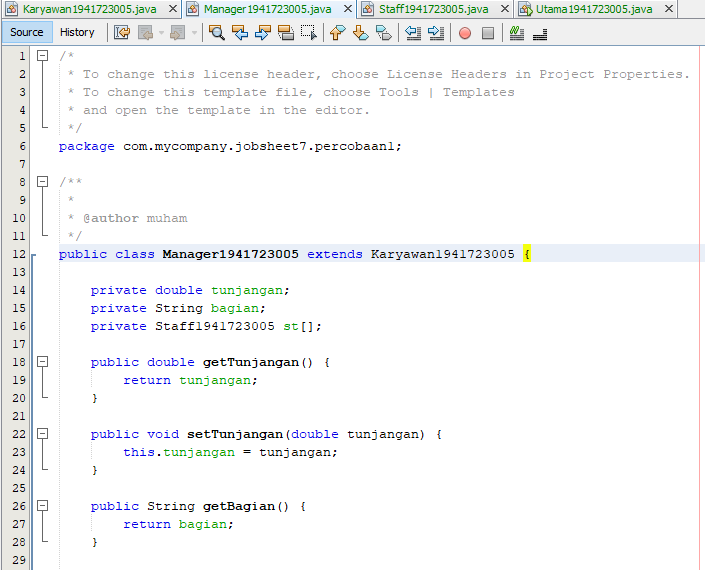 Karyawan1941723005.java Manager1941723005.java Staff1941723005.java Utama1941723005.java
Source History
1 /*
2 * To change this license header, choose License Headers in Project Properties.
3 * To change this template file, choose Tools | Templates
4 * and open the template in the editor.
5 */
6 package com.mycompany.jobsheet7.percobaan1;
7
8 /**
9 *
10 * @author muham
11 */
12 public class Manager1941723005 extends Karyawan1941723005 {
13
14 private double tunjangan;
15 private String bagian;
16 private Staff1941723005 st[];
17
18 public double getTunjangan() {
19 return tunjangan;
20 }
21
22 public void setTunjangan(double tunjangan) {
23 this.tunjangan = tunjangan;
24 }
25
26 public String getBagian() {
27 return bagian;
28 }
29